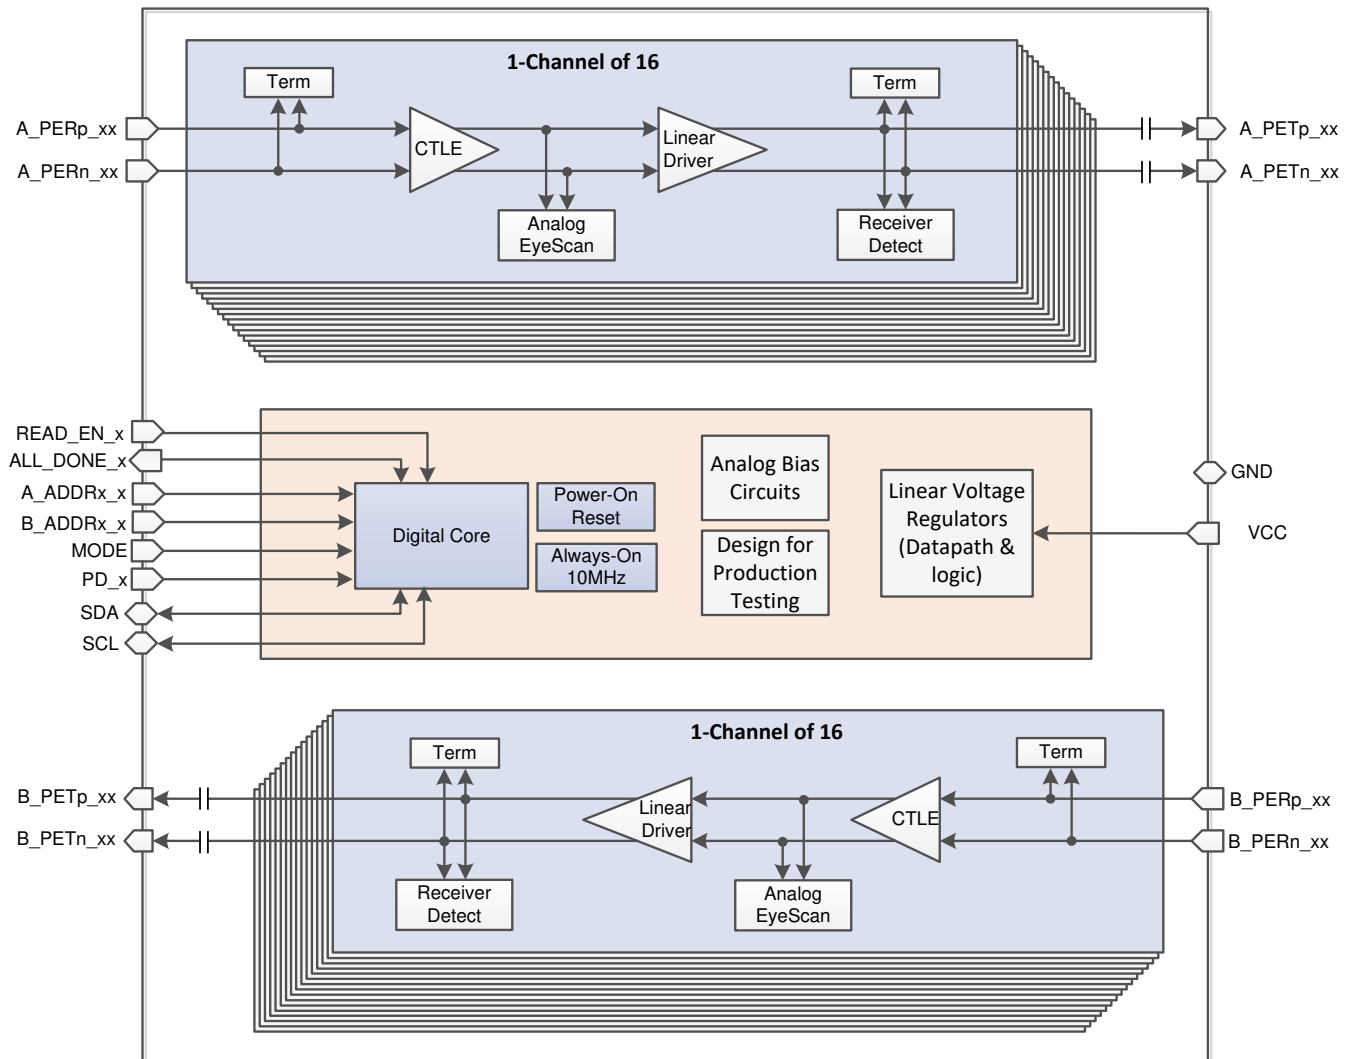 1-Channel of 16
Term
Term
A_PERp_xx
A_PETp_xx
CTLE
Linear
Driver
A_PERn_xx
A_PETn_xx
Analog
EyeScan
Receiver
Detect
READ_EN_x
ALL_DONE_x
A_ADDRx_x
B_ADDRx_x
MODE
PD_x
SDA
SCL
Digital Core
Power-On
Reset
Always-On
10MHz
Analog Bias
Circuits
Design for
Production
Testing
Linear Voltage
Regulators
(Datapath &
logic)
GND
VCC
1-Channel of 16
Term
Term
B_PETp_xx
B_PERp_xx
Linear
Driver
CTLE
B_PETn_xx
B_PERn_xx
Receiver
Detect
Analog
EyeScan